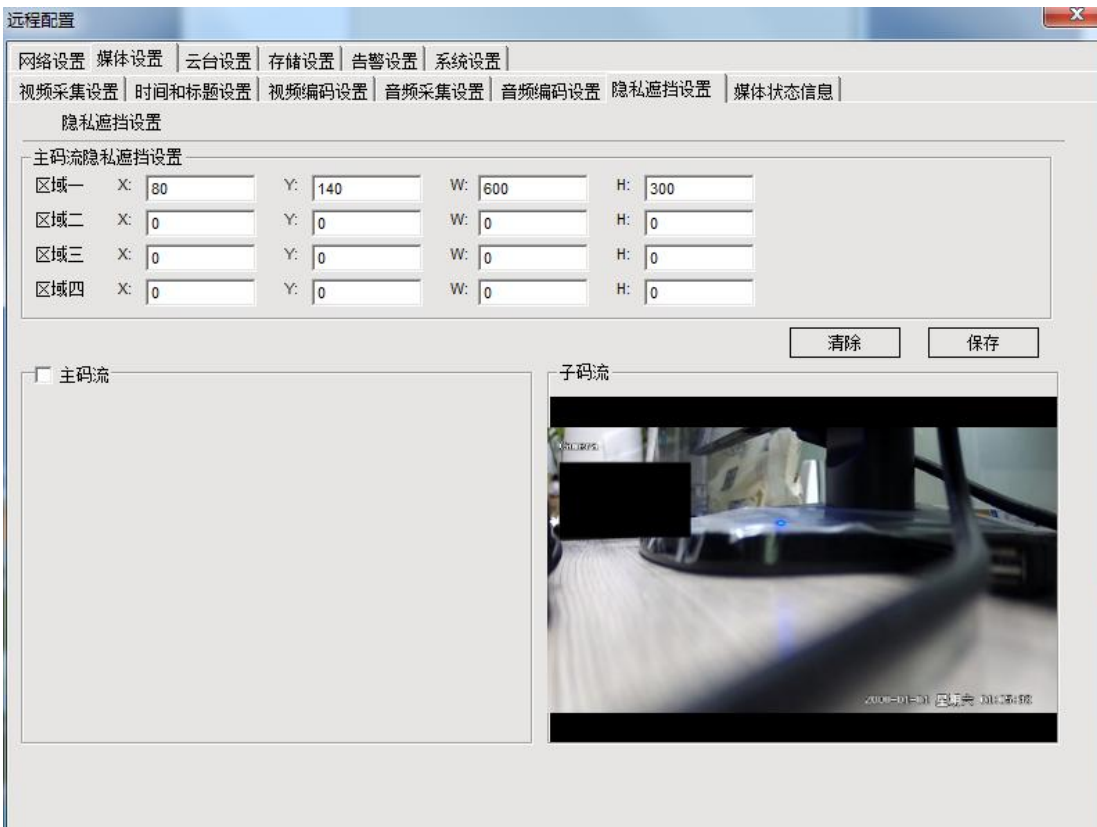 远程配置
X
网络设置 媒体设置 云台设置 存储设置 告警设置 系统设置
视频采集设置 时间和标题设置 视频编码设置 音频采集设置 音频编码设置 隐私遮挡设置 媒体状态信息
隐私遮挡设置
主码流隐私遮挡设置
区域一 X: 80 Y: 140 W: 600 H: 300
区域二 X: 0 Y: 0 W: 0 H: 0
区域三 X: 0 Y: 0 W: 0 H: 0
区域四 X: 0 Y: 0 W: 0 H: 0
清除 保存
主码流 子码流
星期六